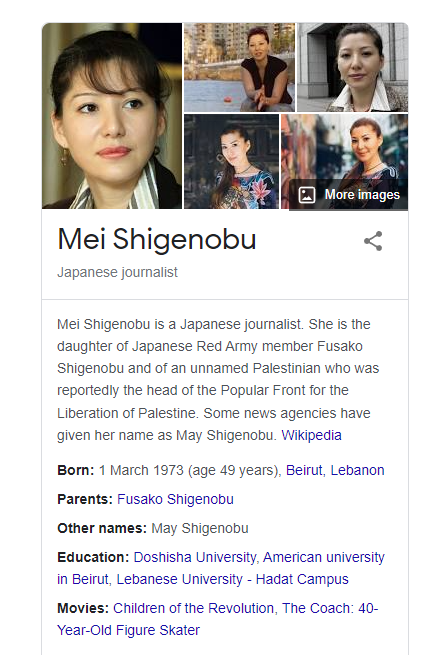 More images
Mei Shigenobu
Japanese journalist
Mei Shigenobu is a Japanese journalist. She is the
daughter of Japanese Red Army member Fusako
Shigenobu and of an unnamed Palestinian who was
reportedly the head of the Popular Front for the
Liberation of Palestine. Some news agencies have
given her name as May Shigenobu. Wikipedia
Born: 1 March 1973 (age 49 years), Beirut, Lebanon
Parents: Fusako Shigenobu
Other names: May Shigenobu
Education: Doshisha University, American university
in Beirut, Lebanese University - Hadat Campus
Movies: Children of the Revolution, The Coach: 40-
Year-Old Figure Skater